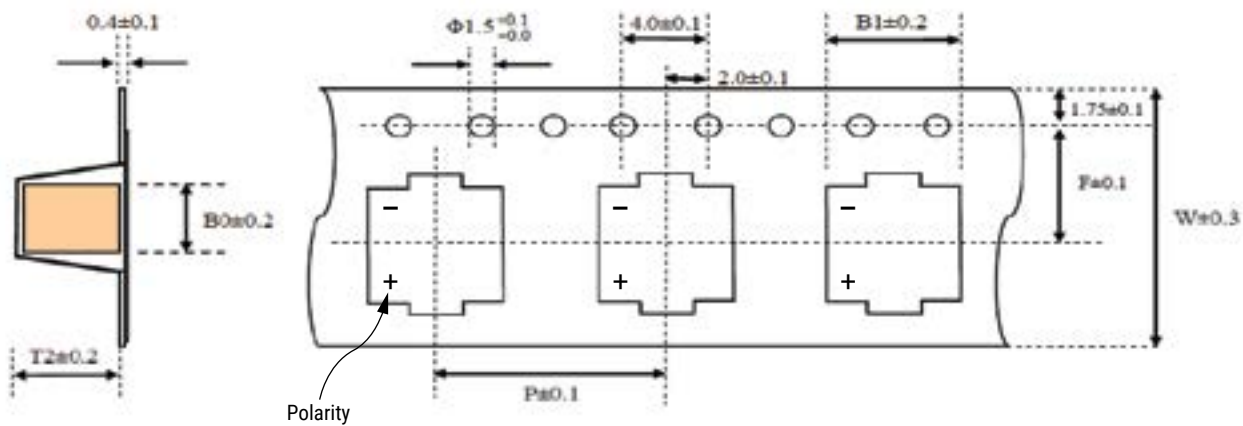 0.4±0.1
Φ1.5 +0.1 -0.0
4.0±0.1
B1±0.2
2.0±0.1
1.75±0.1
F±0.1
B0±0.2
W±0.3
T2±0.2
P±0.1
− − −
+ + +
Polarity